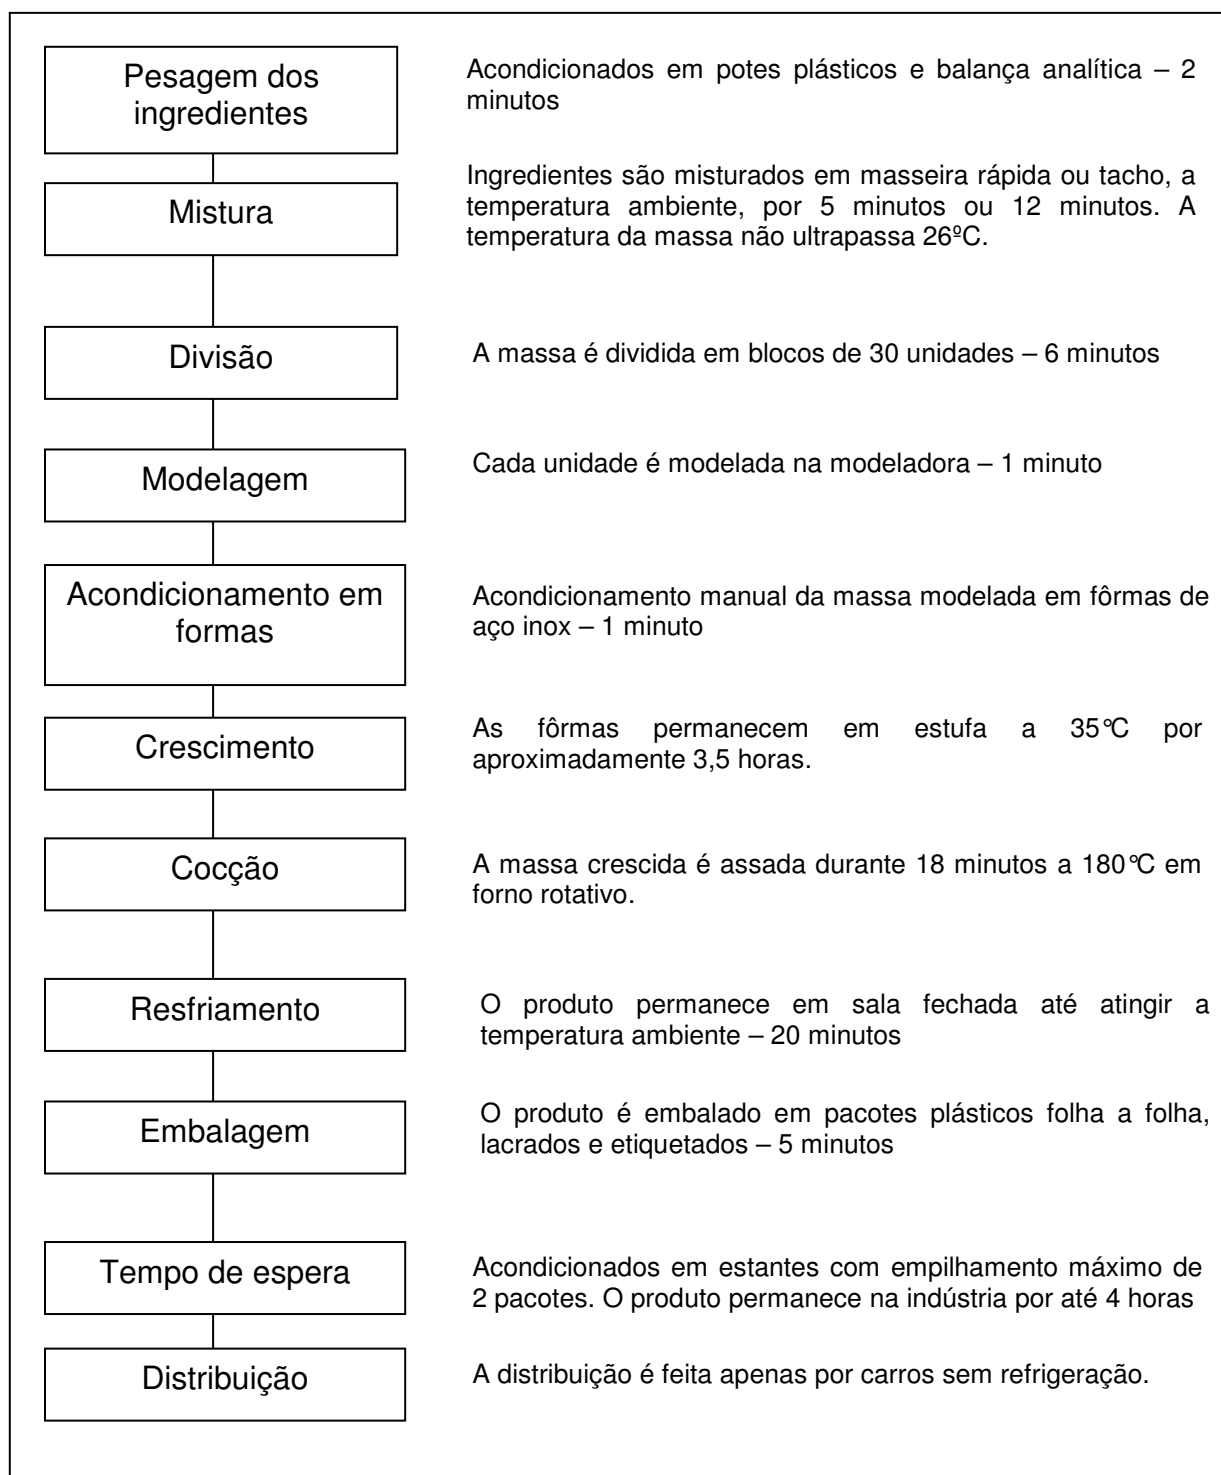 Pesagem dos
ingredientes
Acondicionados em potes plásticos e balança analítica – 2
minutos
Mistura
Ingredientes são misturados em masseira rápida ou tacho, a
temperatura ambiente, por 5 minutos ou 12 minutos. A
temperatura da massa não ultrapassa 26ºC.
Divisão
A massa é dividida em blocos de 30 unidades – 6 minutos
Modelagem
Cada unidade é modelada na modeladora – 1 minuto
Acondicionamento em
formas
Acondicionamento manual da massa modelada em fôrmas de
aço inox – 1 minuto
Crescimento
As fôrmas permanecem em estufa a 35°C por
aproximadamente 3,5 horas.
Cocção
A massa crescida é assada durante 18 minutos a 180°C em
forno rotativo.
Resfriamento
O produto permanece em sala fechada até atingir a
temperatura ambiente – 20 minutos
Embalagem
O produto é embalado em pacotes plásticos folha a folha,
lacrados e etiquetados – 5 minutos
Tempo de espera
Acondicionados em estantes com empilhamento máximo de
2 pacotes. O produto permanece na indústria por até 4 horas
Distribuição
A distribuição é feita apenas por carros sem refrigeração.